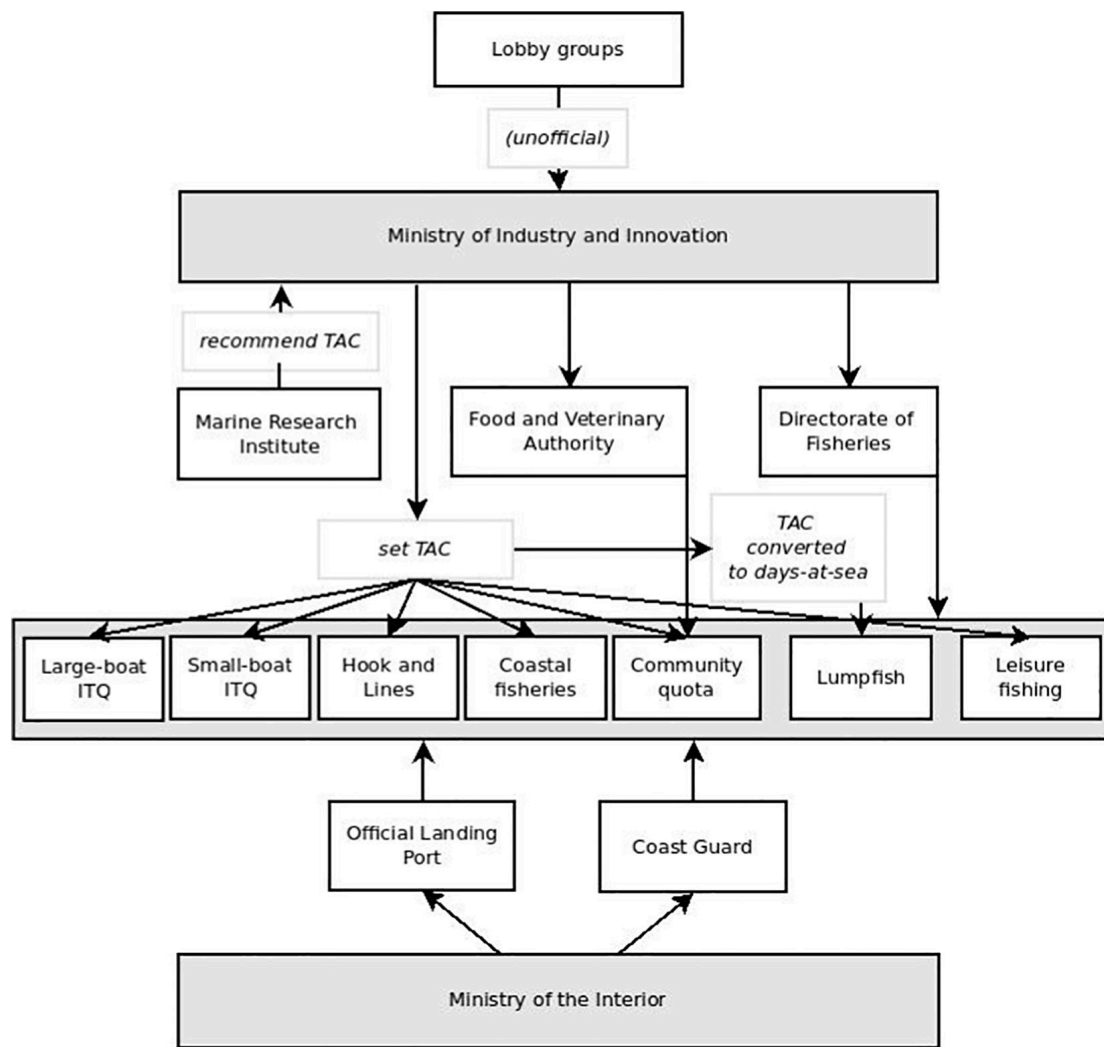 Lobby groups
(unofficial)
Ministry of Industry and Innovation
recommend TAC
Marine Research
Institute
Food and Veterinary
Authority
Directorate of
Fisheries
set TAC
TAC
converted
to days-at-sea
Large-boat
ITQ
Small-boat
ITQ
Hook and
Lines
Coastal
fisheries
Community
quota
Lumpfish
Leisure
fishing
Official Landing
Port
Coast Guard
Ministry of the Interior